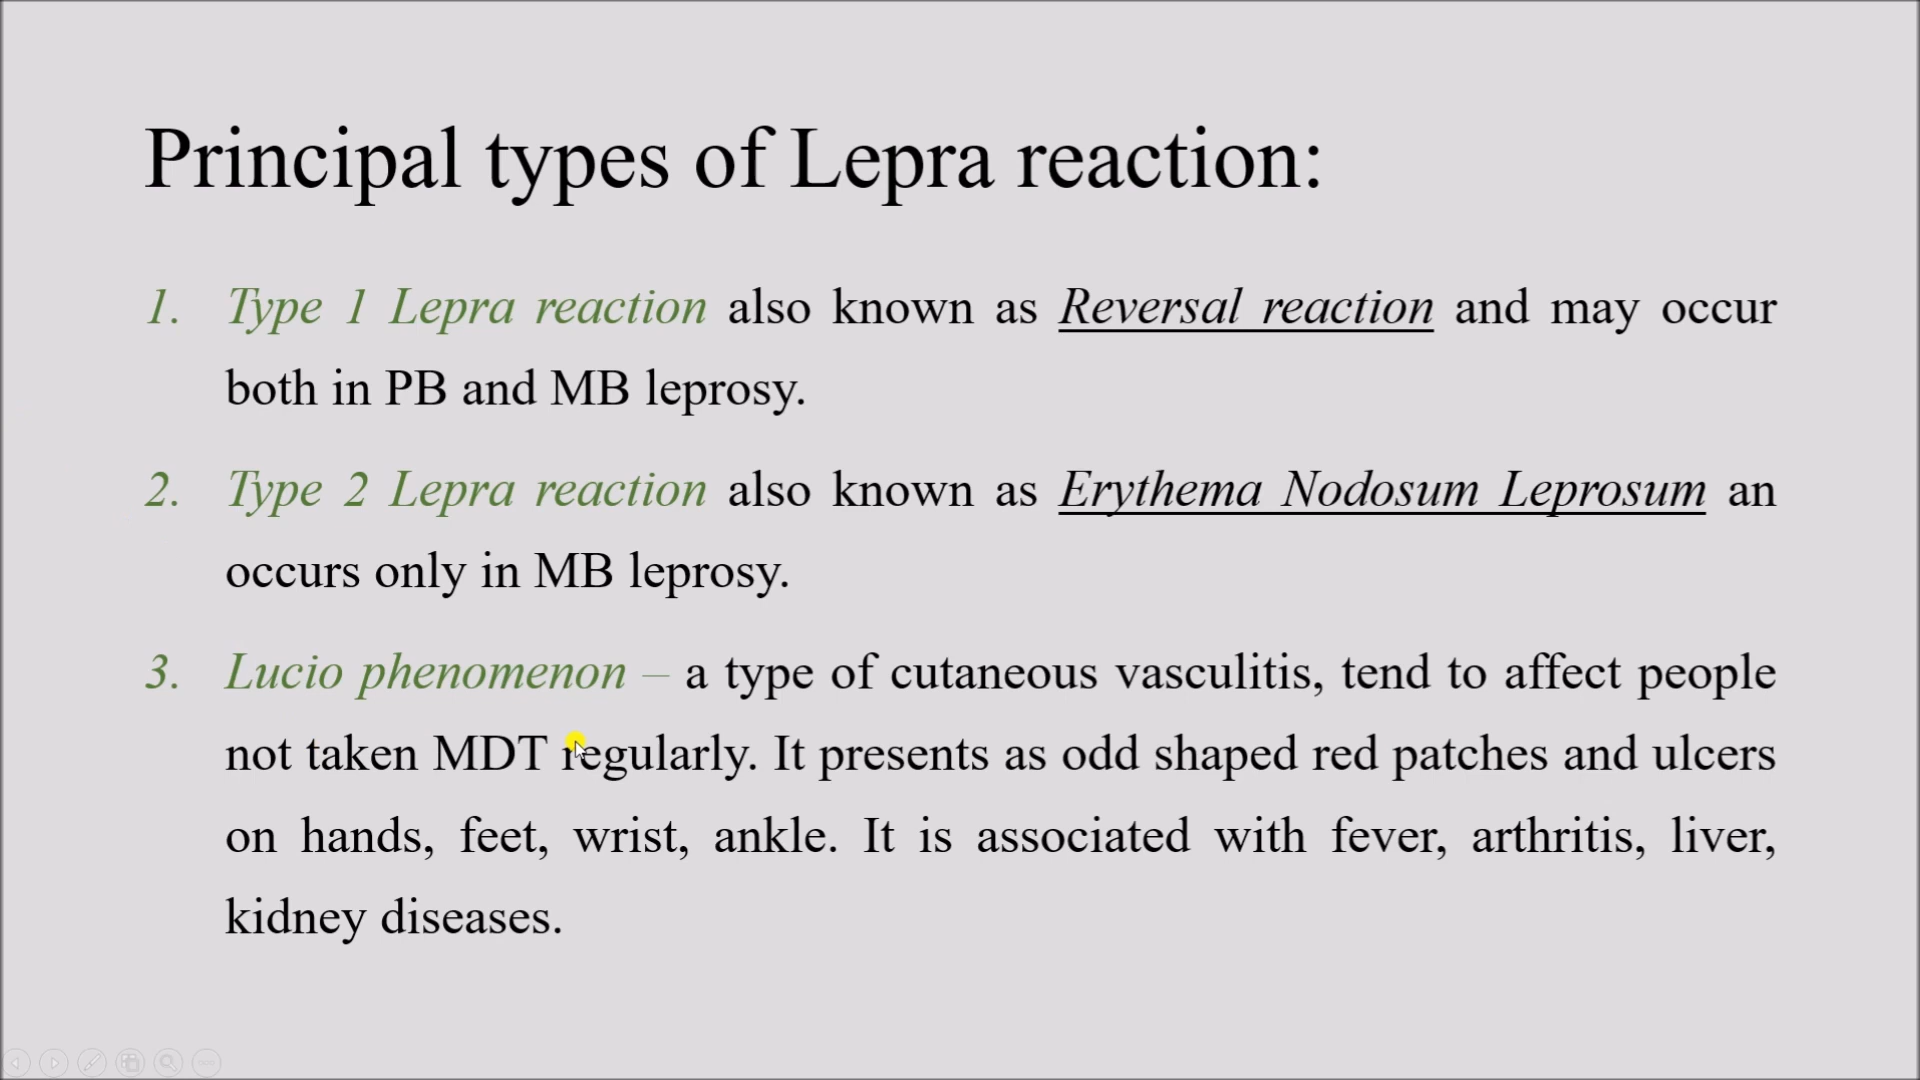 Principal types of Lepra reaction:
1. Type 1 Lepra reaction also known as Reversal reaction and may occur
both in PB and MB leprosy.
2. Type 2 Lepra reaction also known as Erythema Nodosum Leprosum an
occurs only in MB leprosy.
3. Lucio phenomenon – a type of cutaneous vasculitis, tend to affect people
not taken MDT regularly. It presents as odd shaped red patches and ulcers
on hands, feet, wrist, ankle. It is associated with fever, arthritis, liver,
kidney diseases.